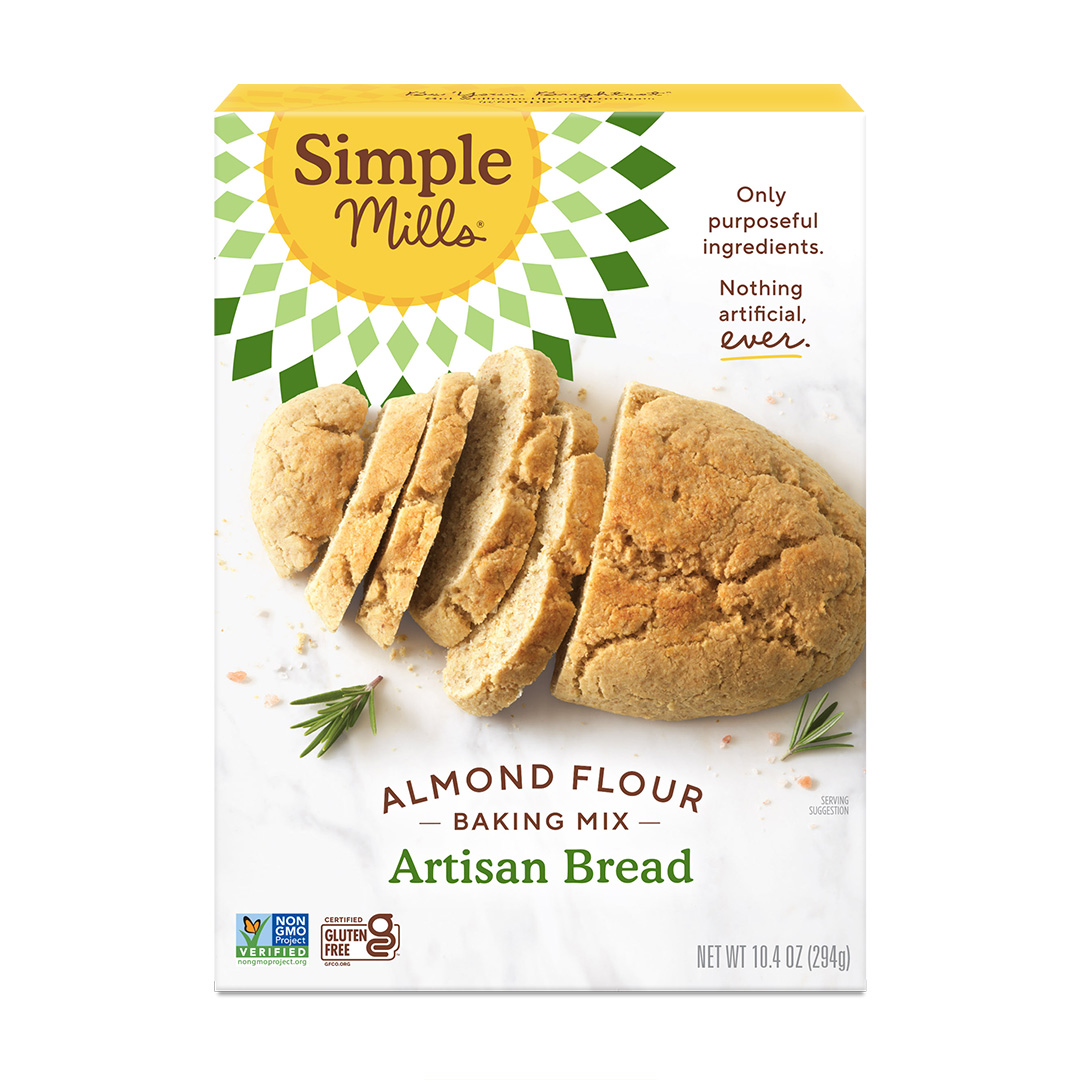 Simple
Mills®
Only
purposeful
ingredients.
Nothing
artificial,
ever.
ALMOND FLOUR
— BAKING MIX —
Artisan Bread
SERVING
SUGGESTION
NON
GMO
Project
VERIFIED
nongmoproject.org
CERTIFIED
GLUTEN
FREE
GFCO.ORG
NET WT 10.4 OZ (294g)